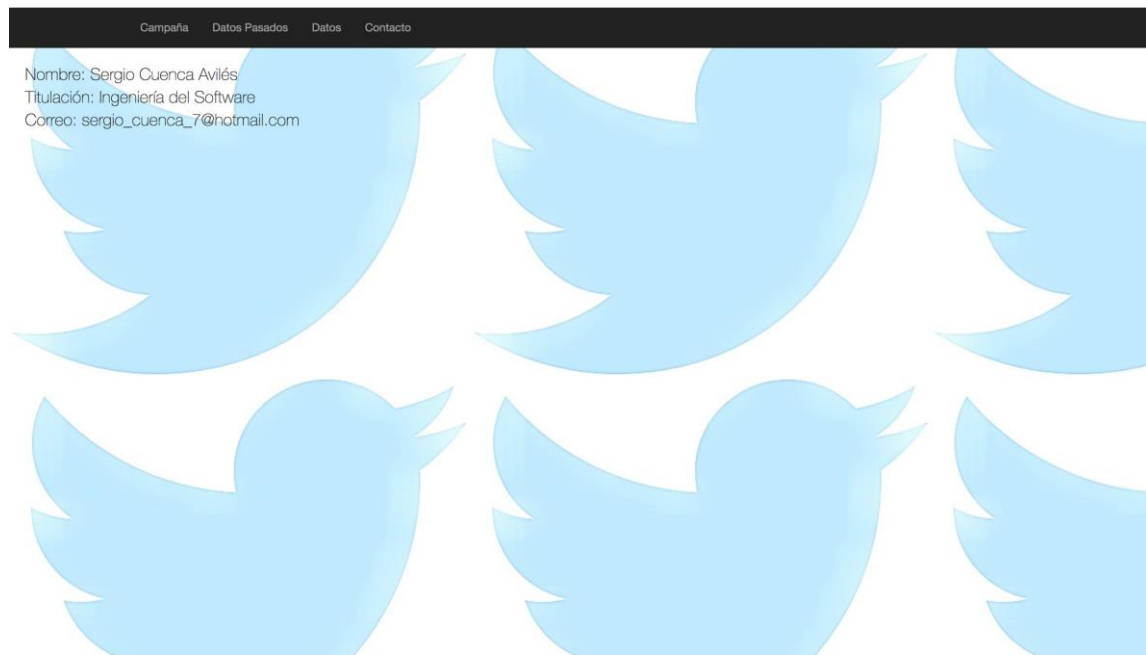 Campaña Datos Pasados Datos Contacto
Nombre: Sergio Cuenca Avilés
Titulación: Ingeniería del Software
Correo: sergio_cuenca_7@hotmail.com